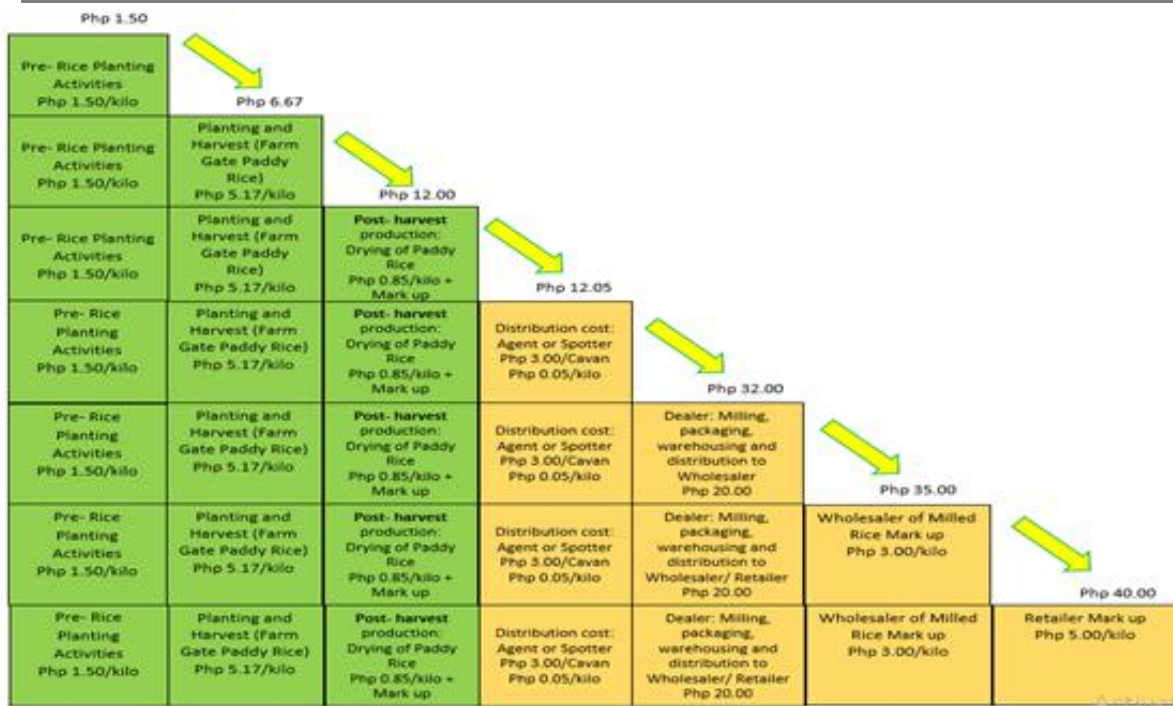 Php 1.50
Pre- Rice Planting
Activities
Php 1.50/kilo
Php 6.67
Pre- Rice Planting
Activities
Php 1.50/kilo
Planting and
Harvest (Farm
Gate Paddy
Rice)
Php 5.17/kilo
Php 12.00
Pre- Rice Planting
Activities
Php 1.50/kilo
Planting and
Harvest (Farm
Gate Paddy
Rice)
Php 5.17/kilo
Post- harvest
production:
Drying of Paddy
Rice
Php 0.85/kilo +
Mark up
Php 12.05
Pre- Rice
Planting
Activities
Php 1.50/kilo
Planting and
Harvest (Farm
Gate Paddy Rice)
Php 5.17/kilo
Post- harvest
production:
Drying of Paddy
Rice
Php 0.85/kilo +
Mark up
Distribution cost:
Agent or Spotter
Php 3.00/Cavan
Php 0.05/kilo
Php 32.00
Pre- Rice
Planting
Activities
Php 1.50/kilo
Planting and
Harvest (Farm
Gate Paddy Rice)
Php 5.17/kilo
Post- harvest
production:
Drying of Paddy
Rice
Php 0.85/kilo +
Mark up
Distribution cost:
Agent or Spotter
Php 3.00/Cavan
Php 0.05/kilo
Dealer: Milling,
packaging,
warehousing and
distribution to
Wholesaler
Php 20.00
Php 35.00
Pre- Rice
Planting
Activities
Php 1.50/kilo
Planting and
Harvest (Farm
Gate Paddy Rice)
Php 5.17/kilo
Post- harvest
production:
Drying of Paddy
Rice
Php 0.85/kilo +
Mark up
Distribution cost:
Agent or Spotter
Php 3.00/Cavan
Php 0.05/kilo
Dealer: Milling,
packaging,
warehousing and
distribution to
Wholesaler/ Retailer
Php 20.00
Wholesaler of Milled
Rice Mark up
Php 3.00/kilo
Php 40.00
Pre- Rice
Planting
Activities
Php 1.50/kilo
Planting and
Harvest (Farm
Gate Paddy Rice)
Php 5.17/kilo
Post- harvest
production:
Drying of Paddy
Rice
Php 0.85/kilo +
Mark up
Distribution cost:
Agent or Spotter
Php 3.00/Cavan
Php 0.05/kilo
Dealer: Milling,
packaging,
warehousing and
distribution to
Wholesaler/ Retailer
Php 20.00
Wholesaler of Milled
Rice Mark up
Php 3.00/kilo
Retailer Mark up
Php 5.00/kilo